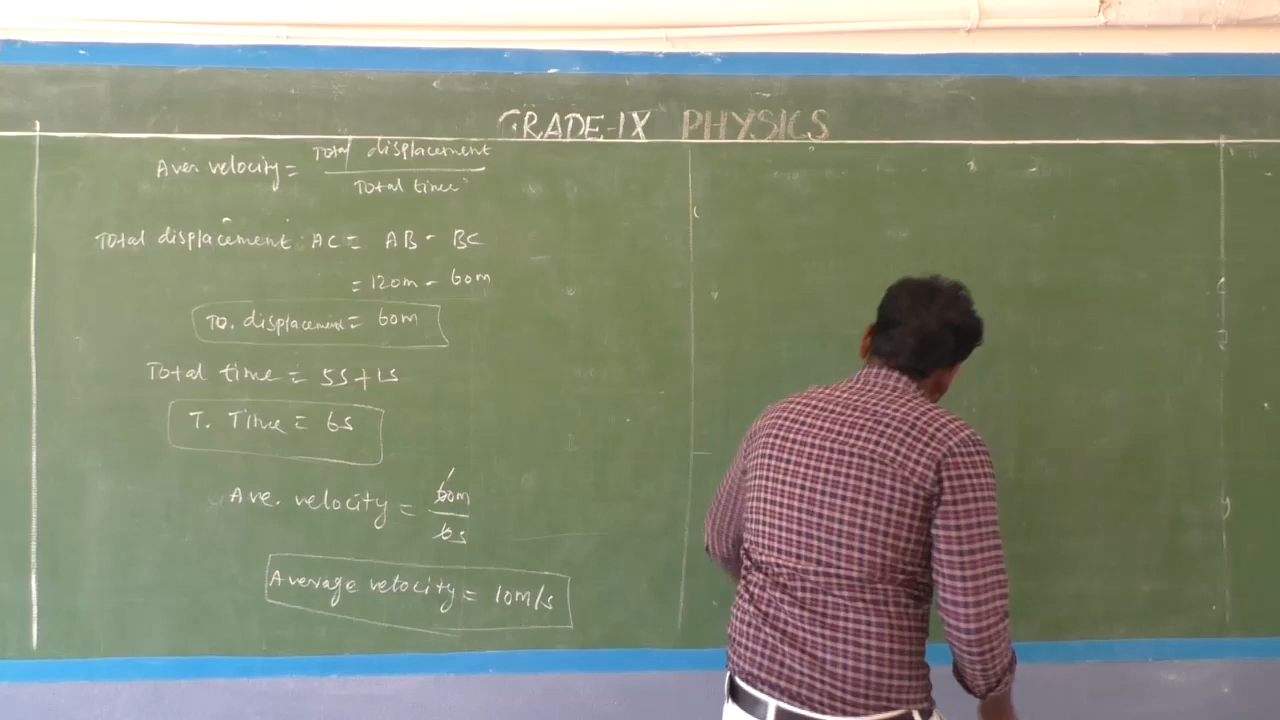 GRADE-IX PHYSICS
Aver. velocity = Total displacement
Total time
Total displacement AC = AB - BC
= 120m - 60m
To. displacement = 60m
Total time = 5s + 1s
T. Time = 6s
Ave. velocity = 60m
6s
Average velocity = 10m/s